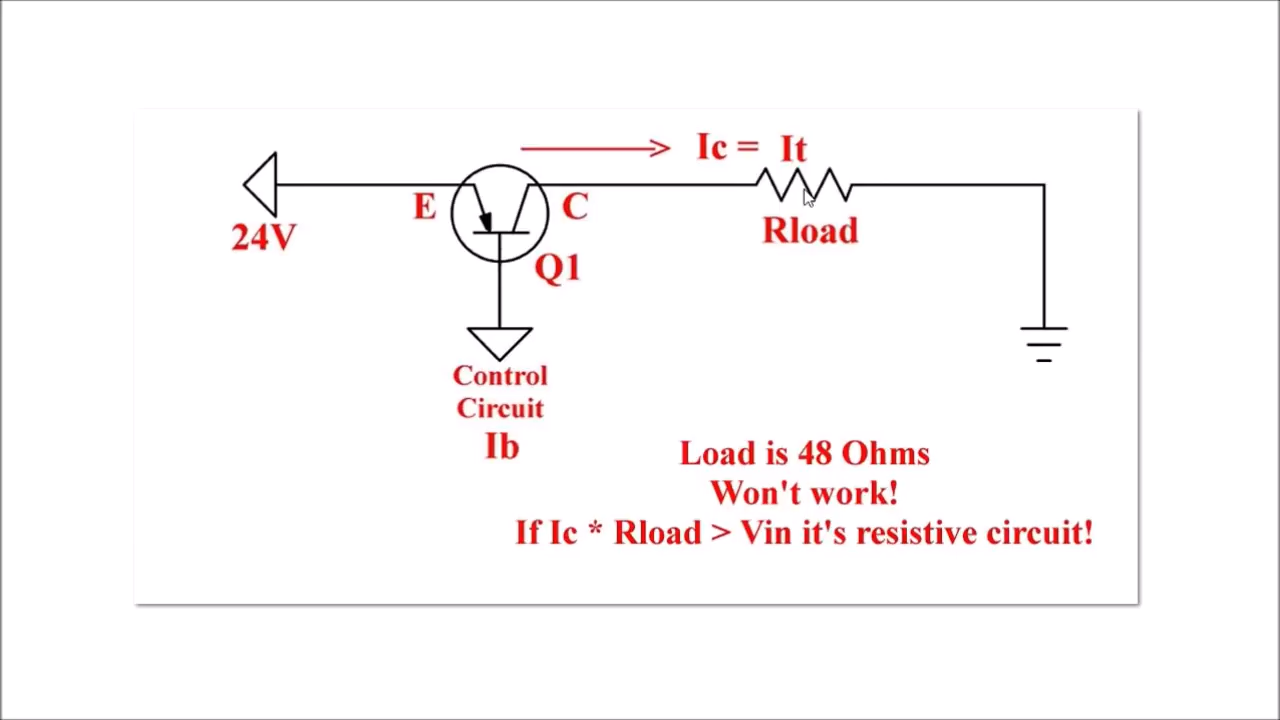 Ic = It
E
C
24V
Rload
Q1
Control
Circuit
Ib
Load is 48 Ohms
Won't work!
If Ic * Rload > Vin it's resistive circuit!